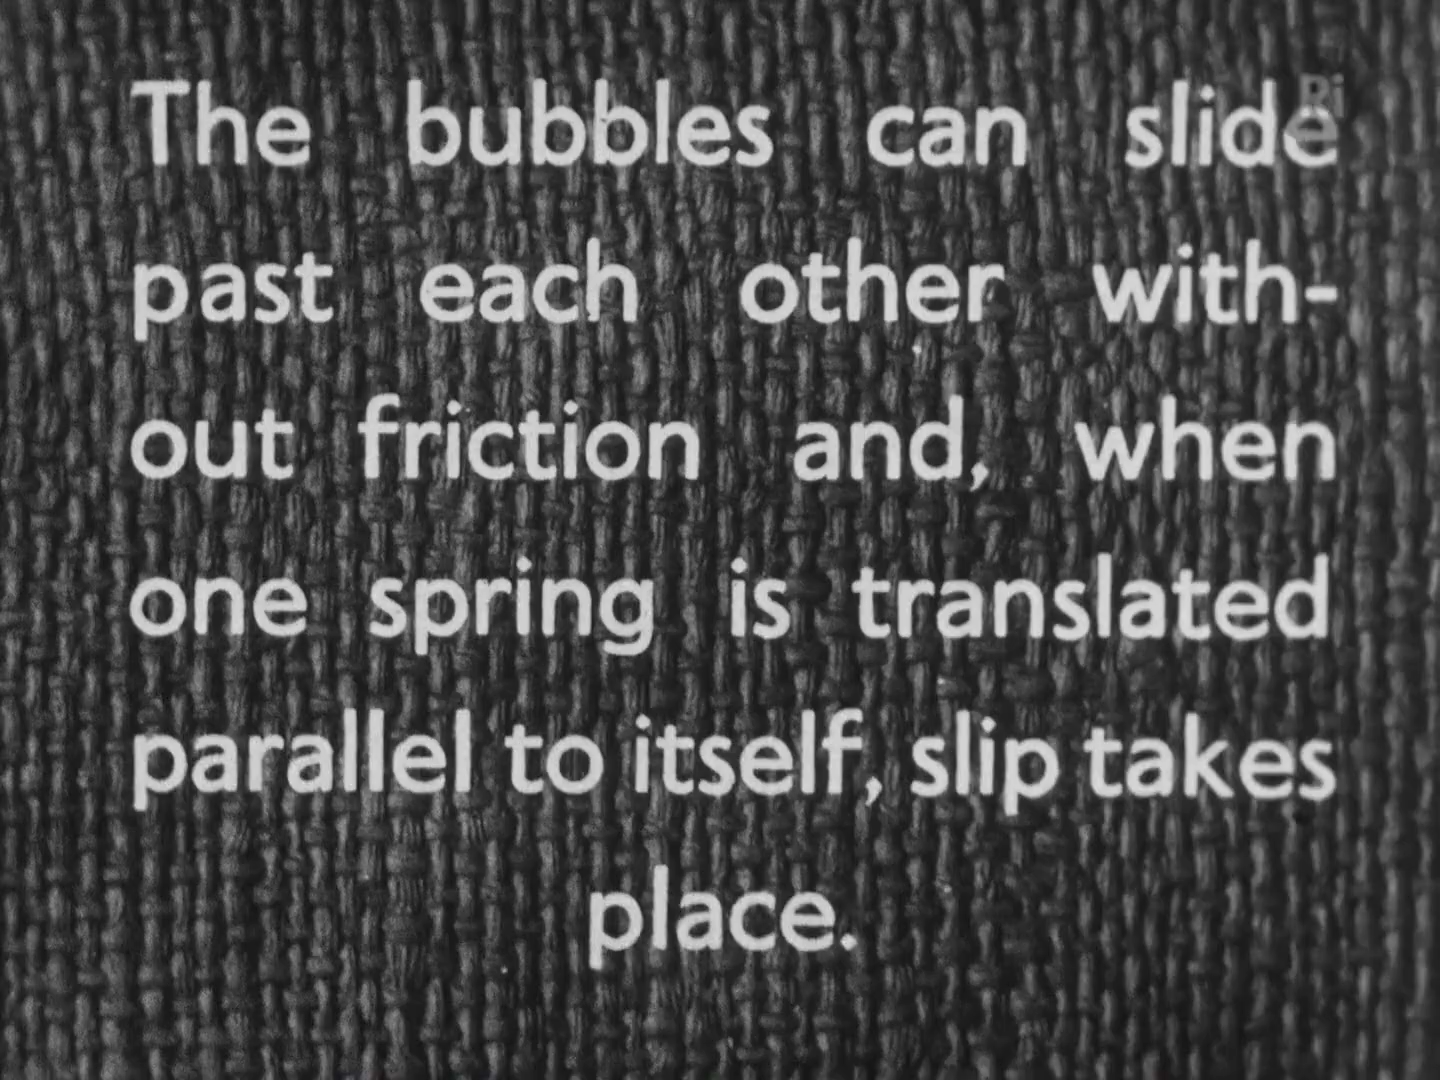 Ri
The bubbles can slide
past each other with-
out friction and, when
one spring is translated
parallel to itself, slip takes
place.